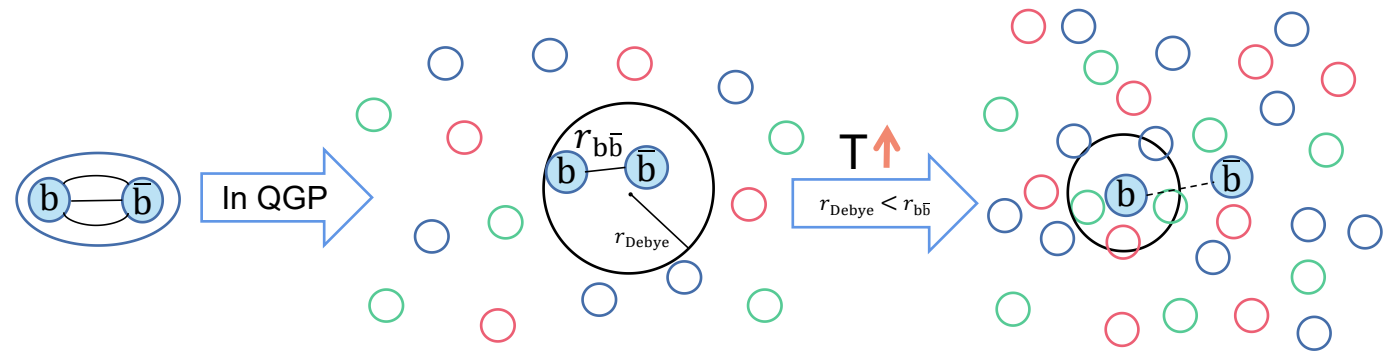 b b̅
In QGP
r_bb̅
b b̅
r_Debye
T
r_Debye < r_bb̅
b b̅